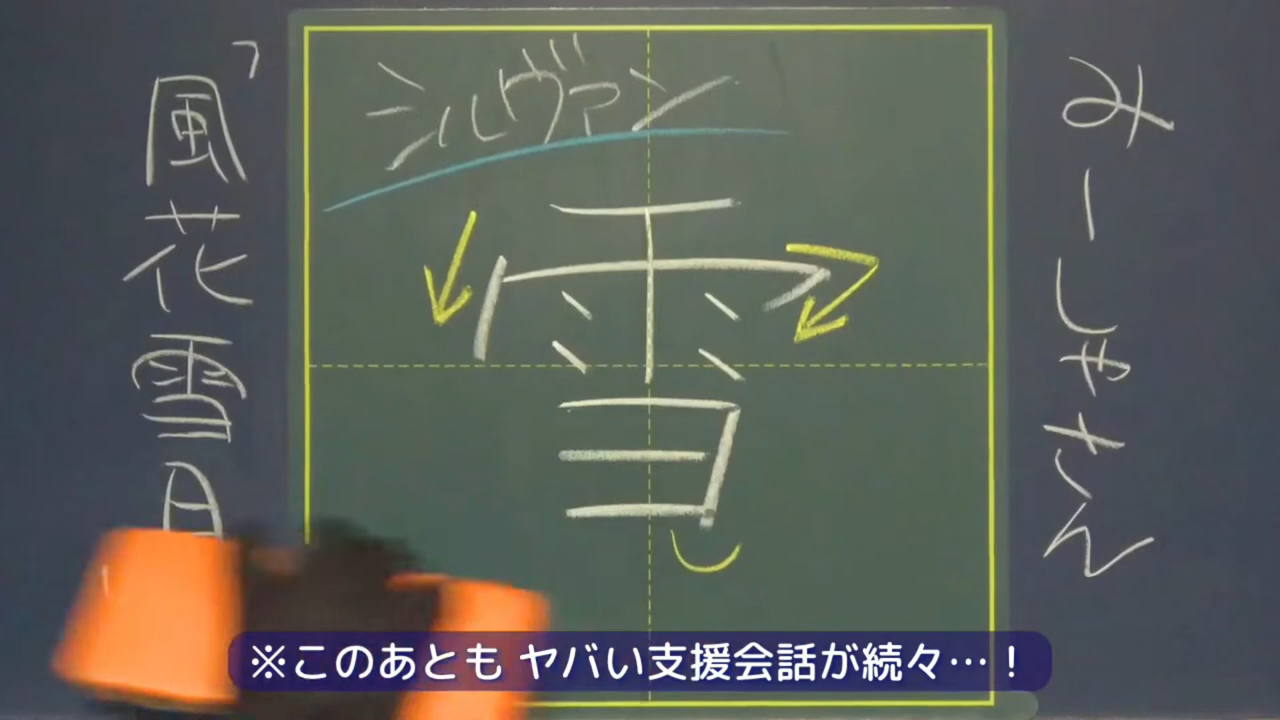 みーしゃさん
シルヴァン
雪
「風花雪月
※このあとも ヤバい支援会話が続々…！